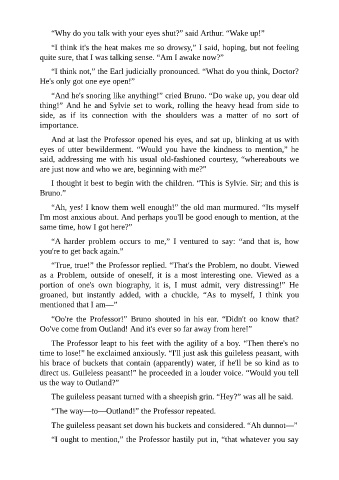 “Why do you talk with your eyes shut?” said Arthur. “Wake up!”
“I think it's the heat makes me so drowsy,” I said, hoping, but not feeling
quite sure, that I was talking sense. “Am I awake now?”
“I think not,” the Earl judicially pronounced. “What do you think, Doctor?
He's only got one eye open!”
“And he's snoring like anything!” cried Bruno. “Do wake up, you dear old
thing!” And he and Sylvie set to work, rolling the heavy head from side to
side, as if its connection with the shoulders was a matter of no sort of
importance.
And at last the Professor opened his eyes, and sat up, blinking at us with
eyes of utter bewilderment. “Would you have the kindness to mention,” he
said, addressing me with his usual old-fashioned courtesy, “whereabouts we
are just now and who we are, beginning with me?”
I thought it best to begin with the children. “This is Sylvie. Sir; and this is
Bruno.”
“Ah, yes! I know them well enough!” the old man murmured. “Its myself
I'm most anxious about. And perhaps you'll be good enough to mention, at the
same time, how I got here?”
“A harder problem occurs to me,” I ventured to say: “and that is, how
you're to get back again.”
“True, true!” the Professor replied. “That's the Problem, no doubt. Viewed
as a Problem, outside of oneself, it is a most interesting one. Viewed as a
portion of one's own biography, it is, I must admit, very distressing!” He
groaned, but instantly added, with a chuckle, “As to myself, I think you
mentioned that I am—”
“Oo're the Professor!” Bruno shouted in his ear. “Didn't oo know that?
Oo've come from Outland! And it's ever so far away from here!”
The Professor leapt to his feet with the agility of a boy. “Then there's no
time to lose!” he exclaimed anxiously. “I'll just ask this guileless peasant, with
his brace of buckets that contain (apparently) water, if he'll be so kind as to
direct us. Guileless peasant!” he proceeded in a louder voice. “Would you tell
us the way to Outland?”
The guileless peasant turned with a sheepish grin. “Hey?” was all he said.
“The way—to—Outland!” the Professor repeated.
The guileless peasant set down his buckets and considered. “Ah dunnot—”
“I ought to mention,” the Professor hastily put in, “that whatever you say